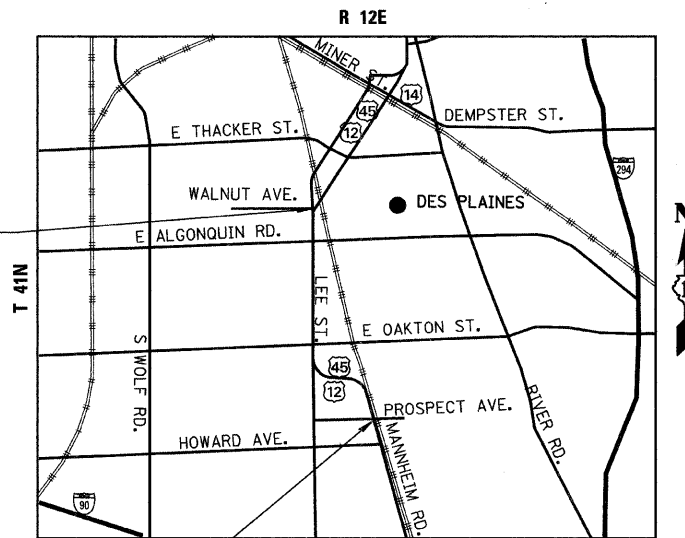 R 12E
MINER ST.
14
45
12
DEMPSTER ST.
E THACKER ST.
294
WALNUT AVE.
DES PLAINES
N
E ALGONQUIN RD.
T 41N
LEE ST.
E OAKTON ST.
S WOLF RD.
45
12
PROSPECT AVE.
RIVER RD.
HOWARD AVE.
MANNHEIM RD.
90